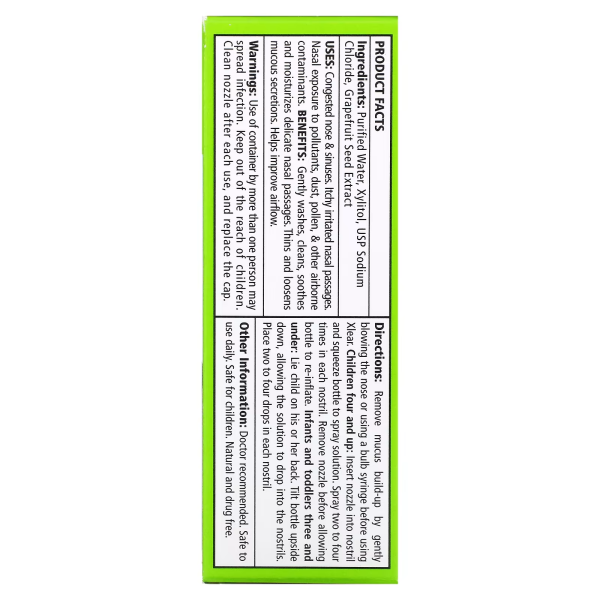 PRODUCT FACTS
Ingredients: Purified Water, Xylitol, USP Sodium
Chloride, Grapefruit Seed Extract
USES: Congested nose & sinuses. Itchy irritated nasal passages.
Nasal exposure to pollutants, dust, pollen, & other airborne
contaminants. BENEFITS: Gently washes, cleans, soothes
and moisturizes delicate nasal passages. Thins and loosens
mucous secretions. Helps improve airflow.
Warnings: Use of container by more than one person may
spread infection. Keep out of the reach of children.
Clean nozzle after each use, and replace the cap.
Directions: Remove mucus build-up by gently
blowing the nose or using a bulb syringe before using
Xlear. Children four and up: Insert nozzle into nostril
and squeeze bottle to spray solution. Spray two to four
times in each nostril. Remove nozzle before allowing
bottle to re-inflate. Infants and toddlers three and
under: Lie child on his or her back. Tilt bottle upside
down, allowing the solution to drop into the nostrils.
Place two to four drops in each nostril.
Other Information: Doctor recommended. Safe to
use daily. Safe for children. Natural and drug free.